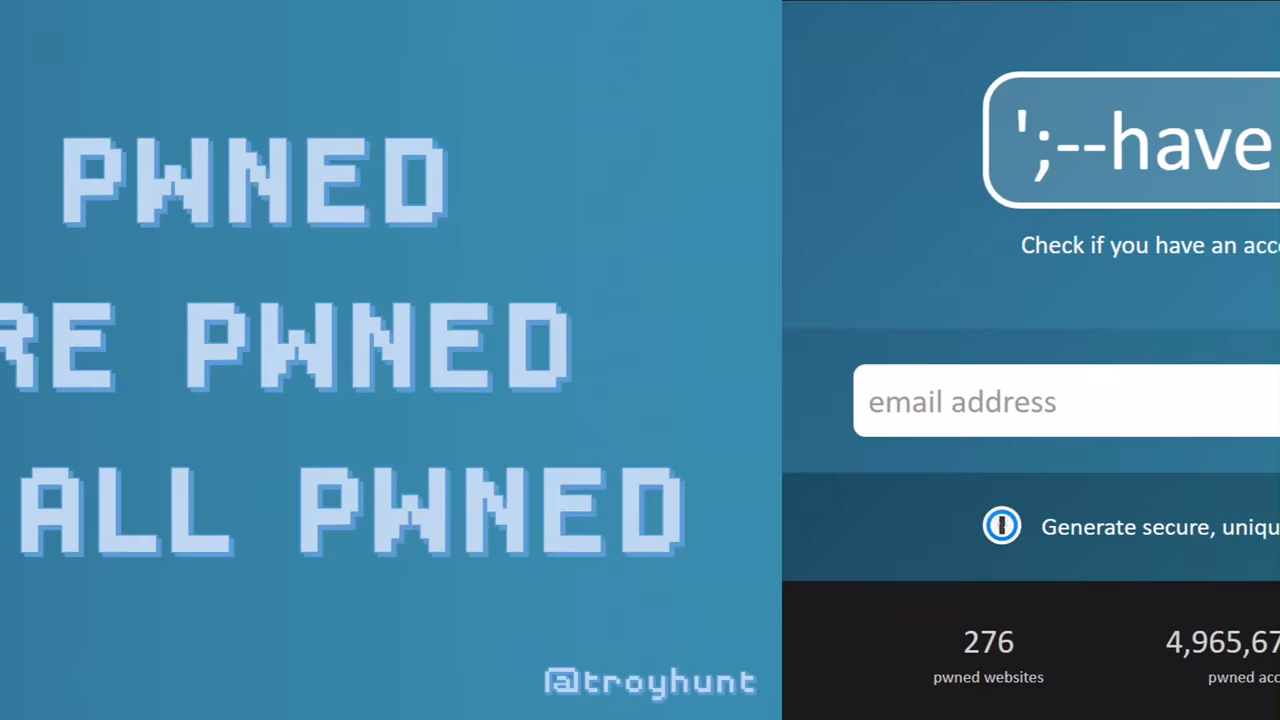 PWNED
RE PWNED
ALL PWNED
@troyhunt
';--have
Check if you have an acc
email address
Generate secure, uniqu
276
pwned websites
4,965,67
pwned acc